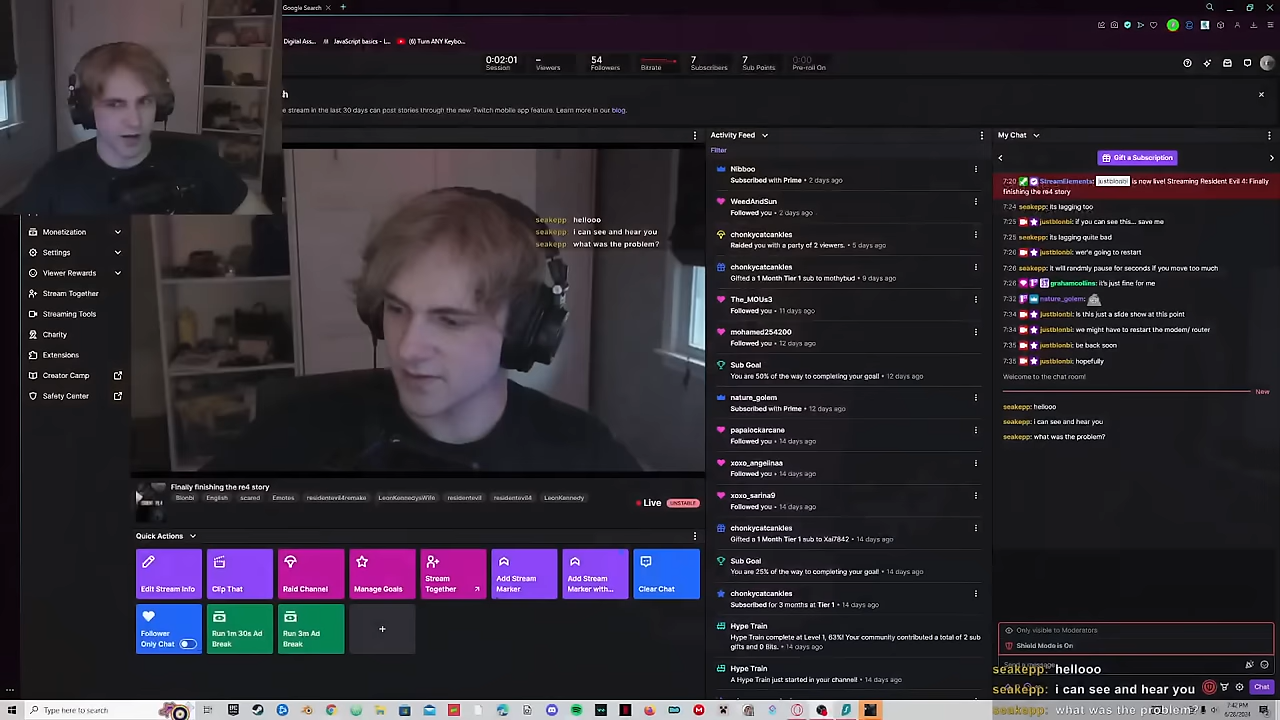 Google Search
Digital Ass...
JavaScript basics - L...
(6) Turn ANY Keybo...
0:02:01
Session
–
Viewers
54
Followers
Bitrate
7
Subscribers
7
Sub Points
0:00
Pre-roll On
stream in the last 30 days can post stories through the new Twitch mobile app feature. Learn more in our blog.
Monetization
Settings
Viewer Rewards
Stream Together
Streaming Tools
Charity
Extensions
Creator Camp
Safety Center
seakepp: hellooo
seakepp: i can see and hear you
seakepp: what was the problem?
Finally finishing the re4 story
Blonbi English scared Emotes residentevil4remake LeonKennedysWife residentevil residentevil4 LeonKennedy
Live UNSTABLE
Quick Actions
Edit Stream Info
Clip That
Raid Channel
Manage Goals
Stream
Together
Add Stream
Marker
Add Stream
Marker with...
Clear Chat
Follower
Only Chat
Run 1m 30s Ad
Break
Run 3m Ad
Break
Activity Feed
Filter
Nibboo
Subscribed with Prime • 2 days ago
WeedAndSun
Followed you • 2 days ago
chonkycatcankles
Raided you with a party of 2 viewers. • 5 days ago
chonkycatcankles
Gifted a 1 Month Tier 1 sub to mothybud • 9 days ago
The_MOUs3
Followed you • 11 days ago
mohamed254200
Followed you • 12 days ago
Sub Goal
You are 50% of the way to completing your goal! • 12 days ago
nature_golem
Subscribed with Prime • 12 days ago
papalockarcane
Followed you • 14 days ago
xoxo_angelinaa
Followed you • 14 days ago
xoxo_sarina9
Followed you • 14 days ago
chonkycatcankles
Gifted a 1 Month Tier 1 sub to Xai7842 • 14 days ago
Sub Goal
You are 25% of the way to completing your goal! • 14 days ago
chonkycatcankles
Subscribed for 3 months at Tier 1 • 14 days ago
Hype Train
Hype Train complete at Level 1, 63%! Your community contributed a total of 2 sub
gifts and 0 Bits. • 14 days ago
Hype Train
A Hype Train just started in your channel! • 14 days ago
My Chat
Gift a Subscription
7:20 StreamElements: justblonbi is now live! Streaming Resident Evil 4: Finally
finishing the re4 story
7:24 seakepp: its lagging too
7:25 justblonbi: if you can see this... save me
7:25 seakepp: its lagging quite bad
7:26 justblonbi: wer'e going to restart
7:26 seakepp: it will randmly pause for seconds if you move too much
7:26 grahamcollins: it's just fine for me
7:32 nature_golem:
7:34 justblonbi: is this just a slide show at this point
7:34 justblonbi: we might have to restart the modem/ router
7:35 justblonbi: be back soon
7:35 justblonbi: hopefully
Welcome to the chat room!
New
seakepp: hellooo
seakepp: i can see and hear you
seakepp: what was the problem?
Only visible to Moderators
Shield Mode is On
Send a message
Chat
seakepp: hellooo
seakepp: i can see and hear you
seakepp: what was the problem?
Type here to search
7:42 PM